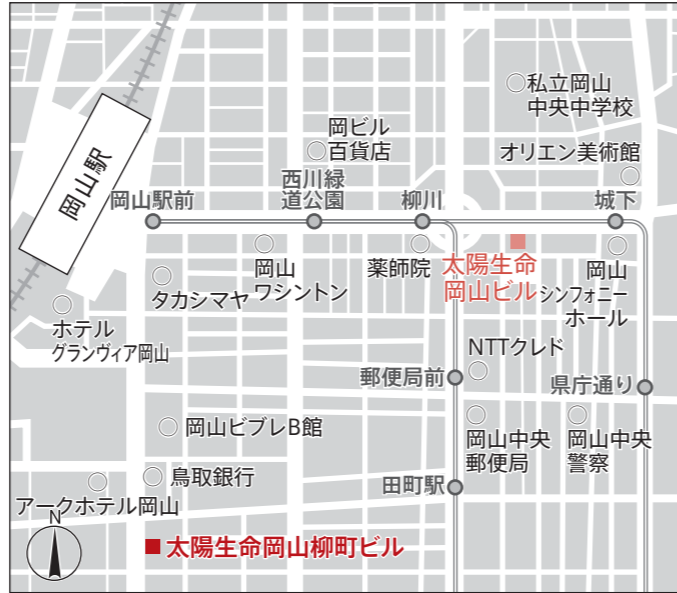 私立岡山
中央中学校
岡ビル
百貨店
オリエン美術館
岡山駅
西川緑
道公園
岡山駅前
柳川
城下
岡山
ワシントン
薬師院
太陽生命
岡山ビル
岡山
シンフォニー
ホール
タカシマヤ
ホテル
グランヴィア岡山
NTTクレド
郵便局前
県庁通り
岡山ビブレB館
岡山中央
郵便局
岡山中央
警察
鳥取銀行
田町駅
アークホテル岡山
N
太陽生命岡山柳町ビル